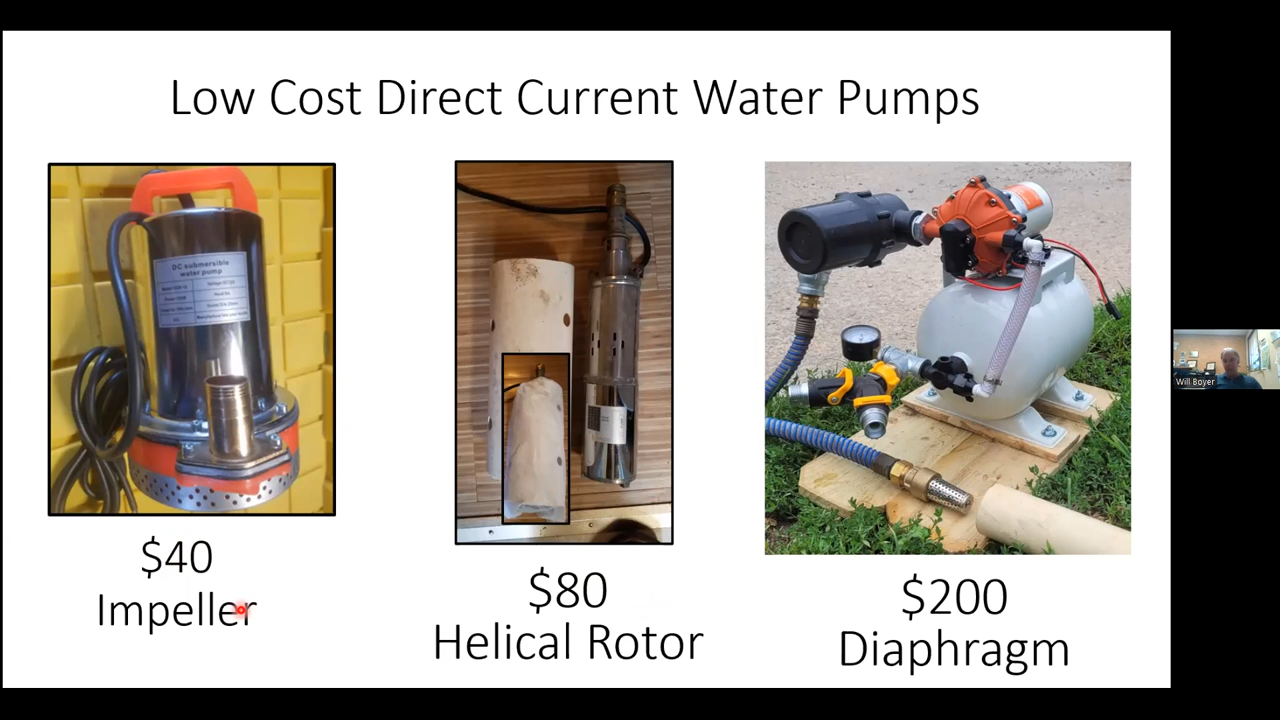 Low Cost Direct Current Water Pumps
DC submersible
water pump
$40
Impeller
$80
Helical Rotor
$200
Diaphragm
Will Boyer